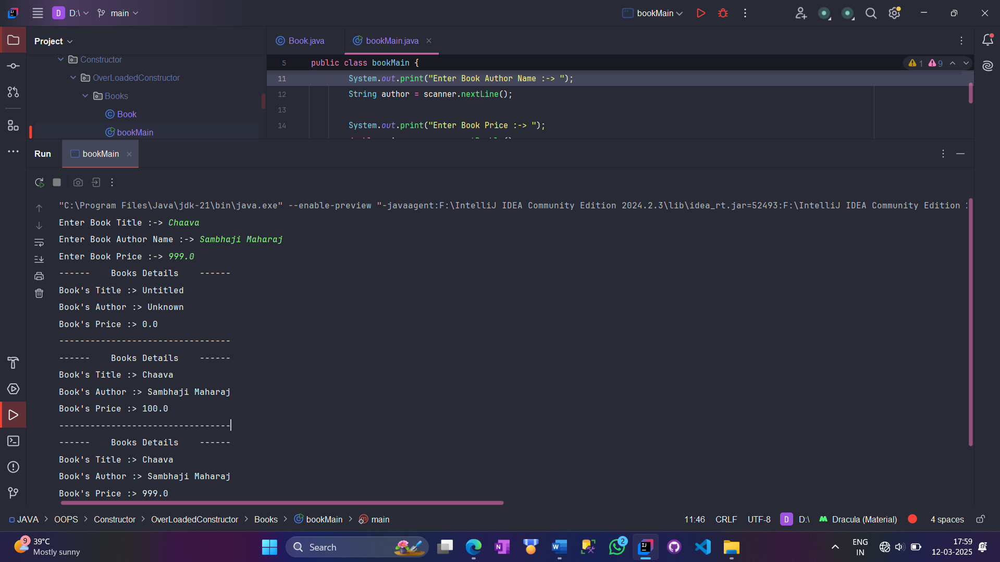 D D:\ main bookMain
Project
Book.java bookMain.java
Constructor
OverLoadedConstructor
Books
Book
bookMain
5 public class bookMain { 1 9
11 System.out.print("Enter Book Author Name :-> ");
12 String author = scanner.nextLine();
13
14 System.out.print("Enter Book Price :-> ");
Run bookMain
"C:\Program Files\Java\jdk-21\bin\java.exe" --enable-preview "-javaagent:F:\IntelliJ IDEA Community Edition 2024.2.3\lib\idea_rt.jar=52493:F:\IntelliJ IDEA Community Edition
Enter Book Title :-> Chaava
Enter Book Author Name :-> Sambhaji Maharaj
Enter Book Price :-> 999.0
------    Books Details    ------
Book's Title :> Untitled
Book's Author :> Unknown
Book's Price :> 0.0
---------------------------------
------    Books Details    ------
Book's Title :> Chaava
Book's Author :> Sambhaji Maharaj
Book's Price :> 100.0
---------------------------------
------    Books Details    ------
Book's Title :> Chaava
Book's Author :> Sambhaji Maharaj
Book's Price :> 999.0
JAVA > OOPS > Constructor > OverLoadedConstructor > Books > bookMain > main 11:46 CRLF UTF-8 D D:\ Dracula (Material) 4 spaces
9 39°C
Mostly sunny
Search
2
ENG
IN
17:59
12-03-2025